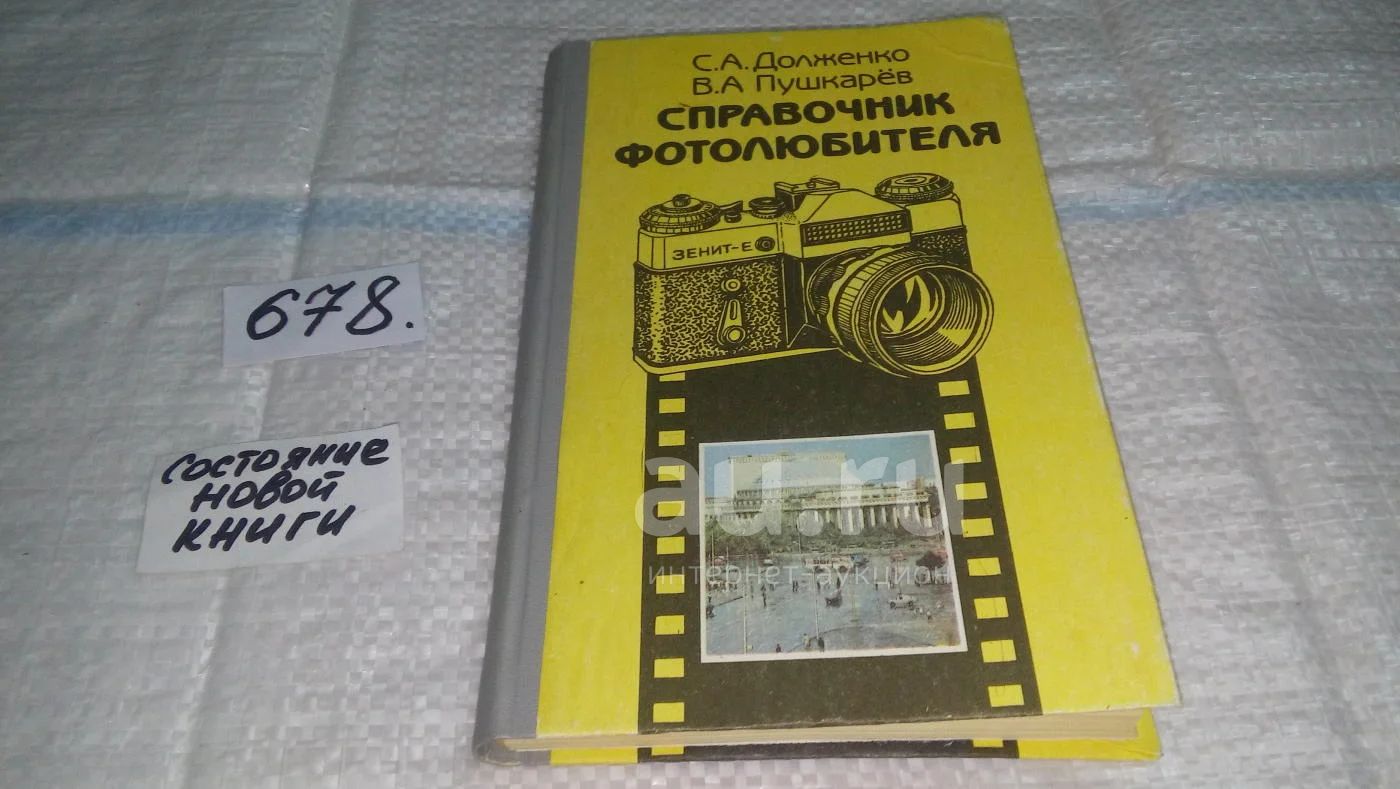 С.А. Долженко
В.А Пушкарёв
СПРАВОЧНИК
ФОТОЛЮБИТЕЛЯ
ЗЕНИТ-Е
678.
состояние
новой
книги
au.ru
интернет-аукцион